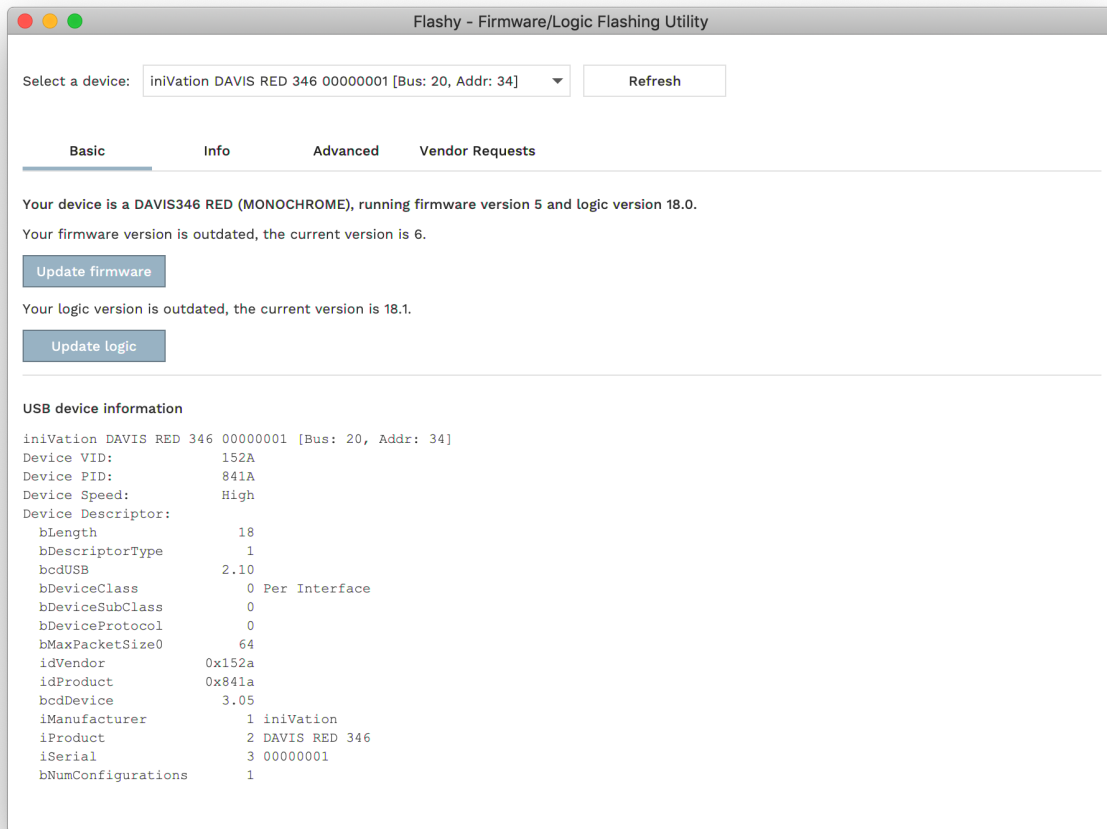 Flashy - Firmware/Logic Flashing Utility
Select a device: iniVation DAVIS RED 346 00000001 [Bus: 20, Addr: 34] Refresh
Basic Info Advanced Vendor Requests
Your device is a DAVIS346 RED (MONOCHROME), running firmware version 5 and logic version 18.0.
Your firmware version is outdated, the current version is 6.
Update firmware
Your logic version is outdated, the current version is 18.1.
Update logic
USB device information
iniVation DAVIS RED 346 00000001 [Bus: 20, Addr: 34]
Device VID: 152A
Device PID: 841A
Device Speed: High
Device Descriptor:
bLength 18
bDescriptorType 1
bcdUSB 2.10
bDeviceClass 0 Per Interface
bDeviceSubClass 0
bDeviceProtocol 0
bMaxPacketSize0 64
idVendor 0x152a
idProduct 0x841a
bcdDevice 3.05
iManufacturer 1 iniVation
iProduct 2 DAVIS RED 346
iSerial 3 00000001
bNumConfigurations 1